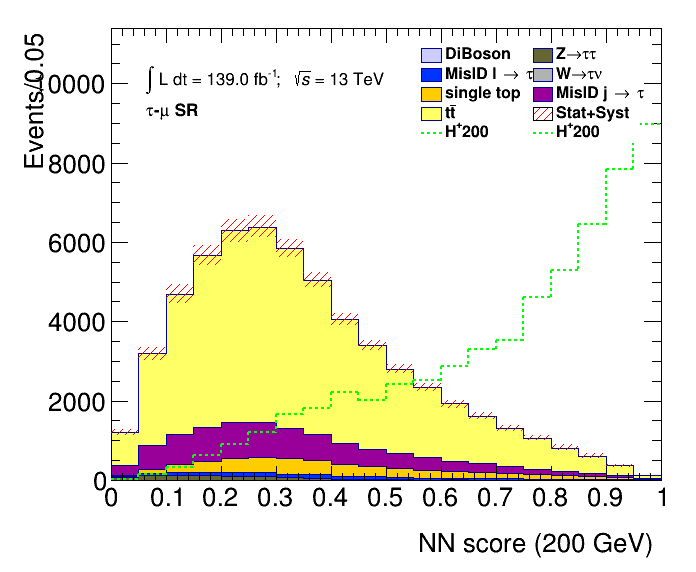 Events/0.05
∫ L dt = 139.0 fb⁻¹; √s = 13 TeV
τ-μ SR
DiBoson
Z→ττ
MisID l → τ
W→τν
single top
MisID j → τ
tt̄
Stat+Syst
H⁺200
H⁺200
0000
8000
6000
4000
2000
0
0 0.1 0.2 0.3 0.4 0.5 0.6 0.7 0.8 0.9 1
NN score (200 GeV)